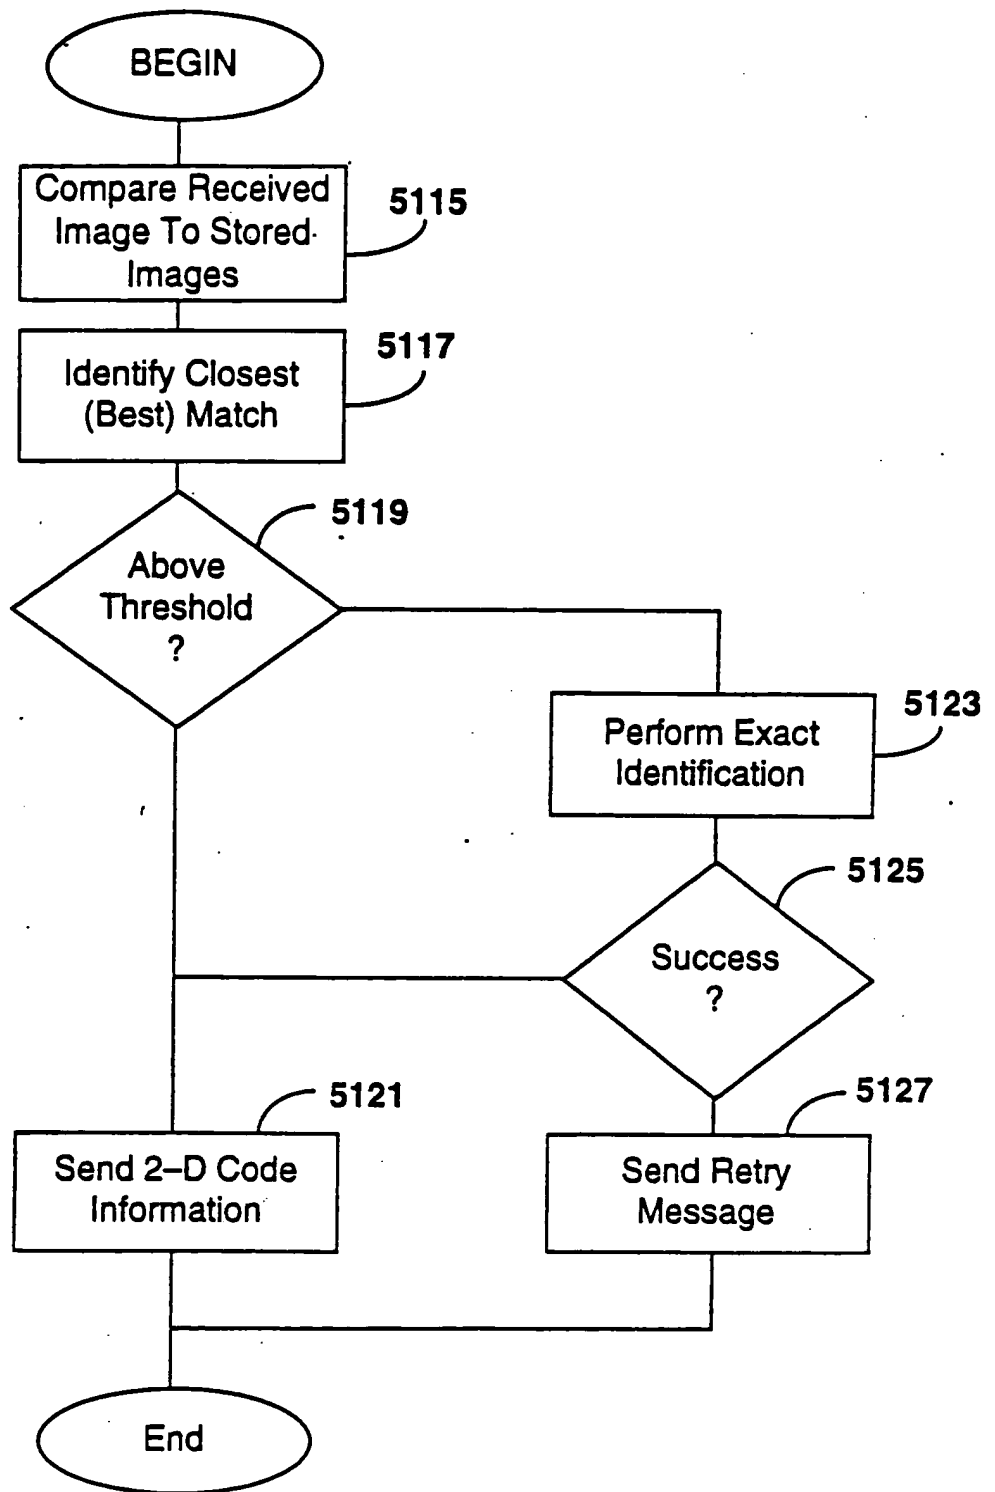 BEGIN
Compare Received
Image To Stored
Images
5115
Identify Closest
(Best) Match
5117
Above
Threshold
?
5119
Perform Exact
Identification
5123
Success
?
5125
Send 2-D Code
Information
5121
Send Retry
Message
5127
End